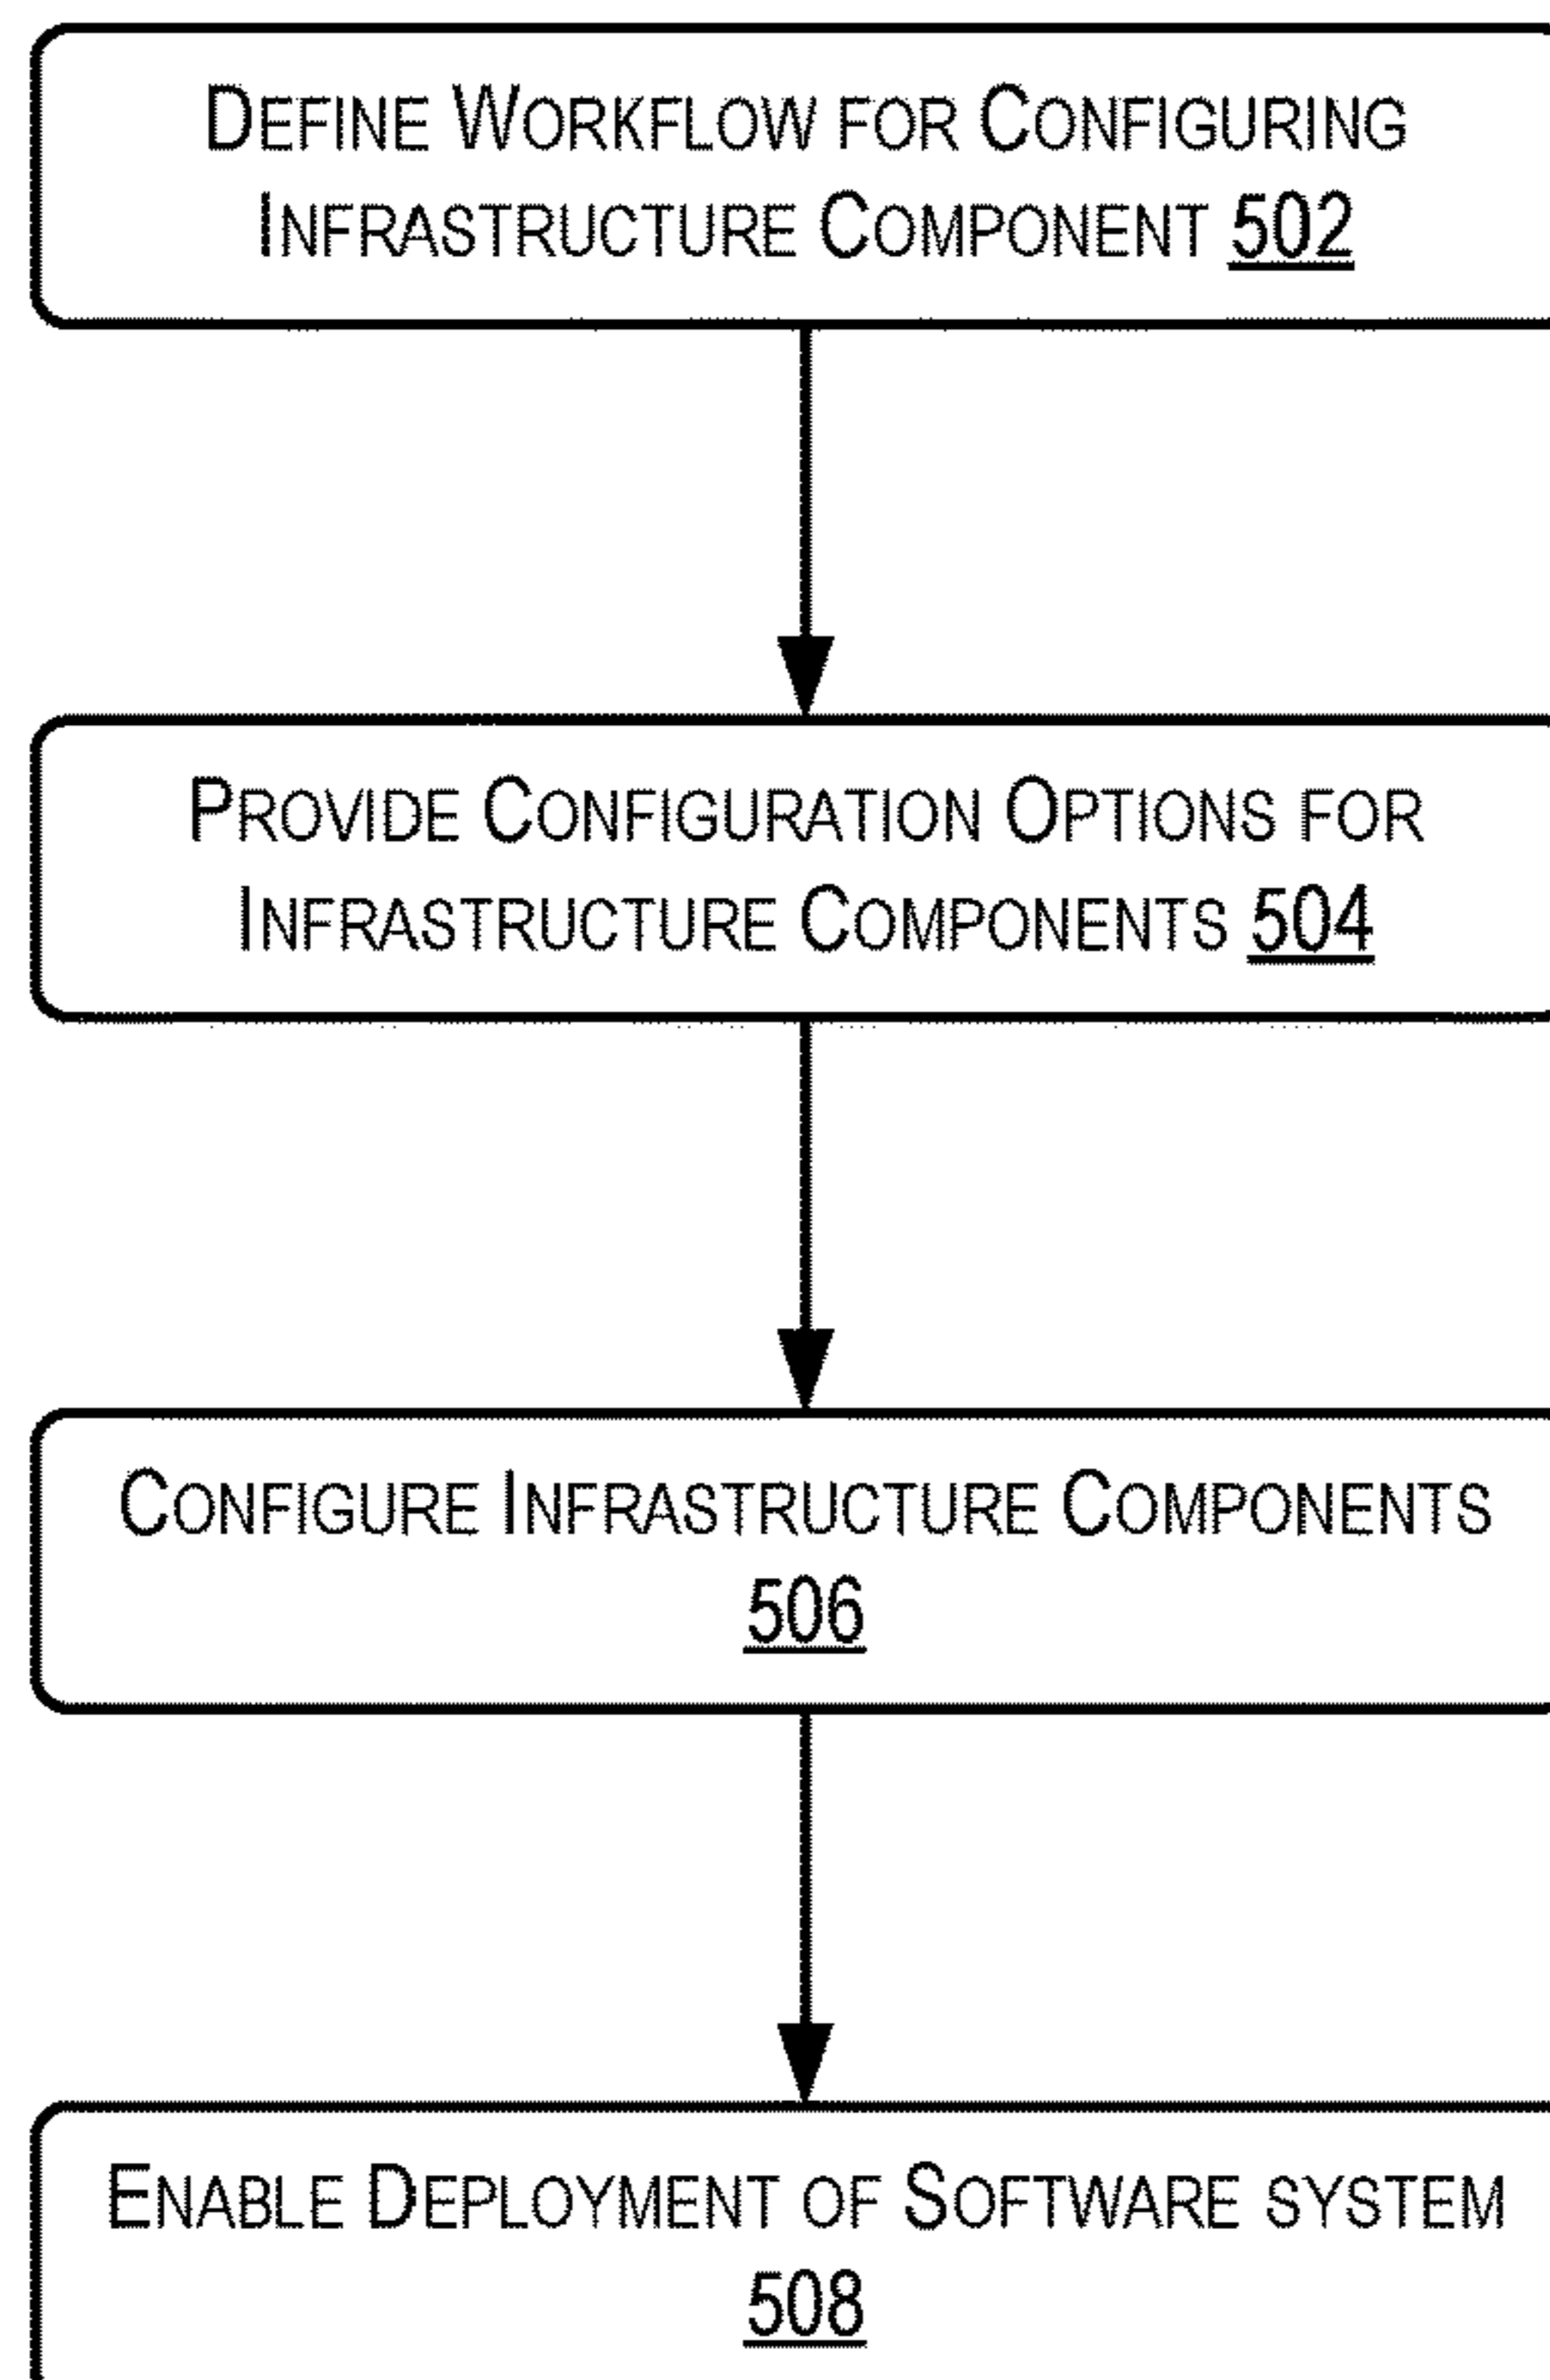 Define Workflow for Configuring
Infrastructure Component 502
Provide Configuration Options for
Infrastructure Components 504
Configure Infrastructure Components
506
Enable Deployment of Software system
508